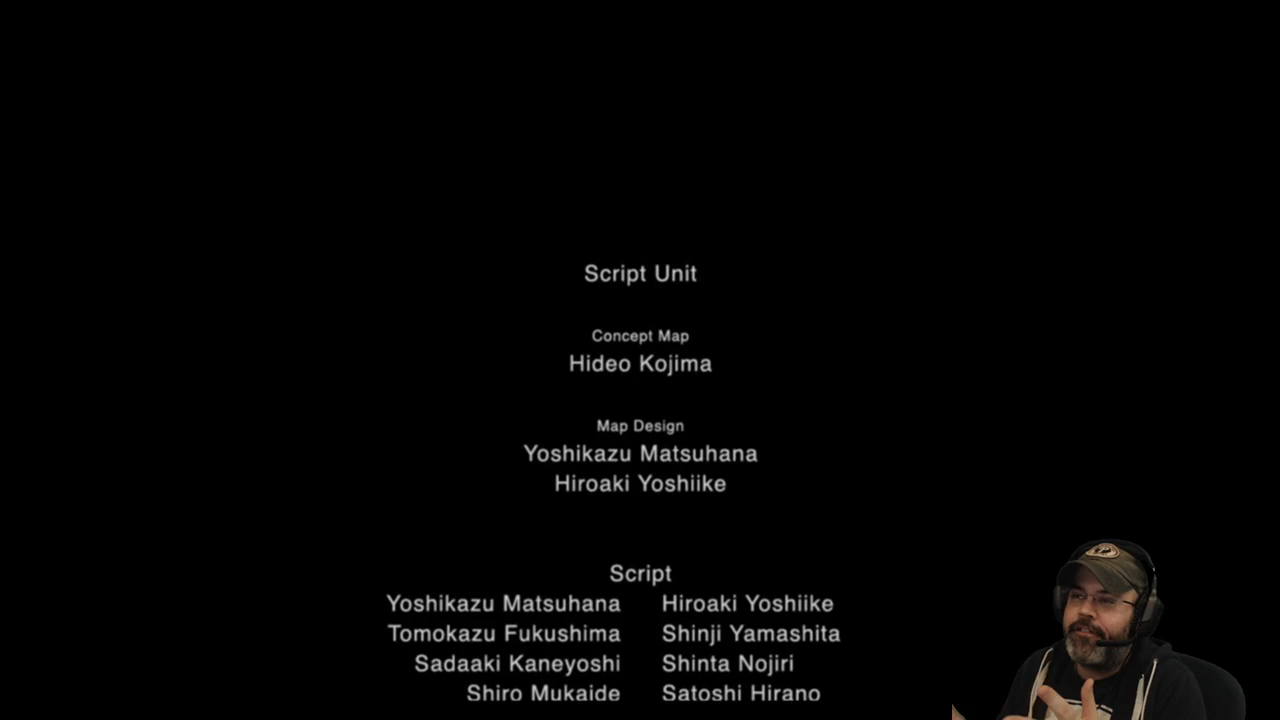 Script Unit
Concept Map
Hideo Kojima
Map Design
Yoshikazu Matsuhana
Hiroaki Yoshiike
Script
Yoshikazu Matsuhana Hiroaki Yoshiike
Tomokazu Fukushima Shinji Yamashita
Sadaaki Kaneyoshi Shinta Nojiri
Shiro Mukaide Satoshi Hirano